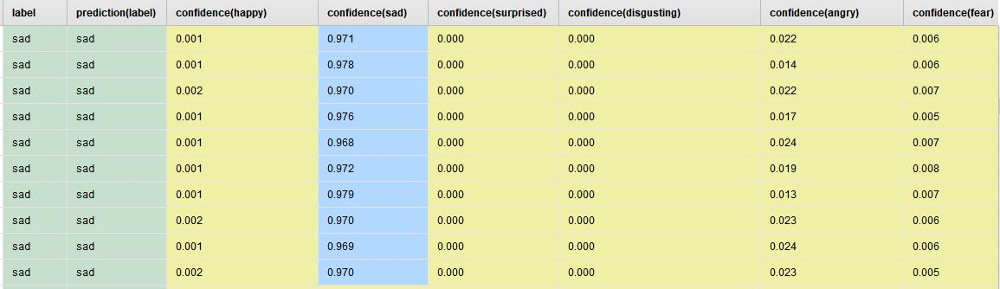 label prediction(label) confidence(happy) confidence(sad) confidence(surprised) confidence(disgusting) confidence(angry) confidence(fear)
sad sad 0.001 0.971 0.000 0.000 0.022 0.006
sad sad 0.001 0.978 0.000 0.000 0.014 0.006
sad sad 0.002 0.970 0.000 0.000 0.022 0.007
sad sad 0.001 0.976 0.000 0.000 0.017 0.005
sad sad 0.001 0.968 0.000 0.000 0.024 0.007
sad sad 0.001 0.972 0.000 0.000 0.019 0.008
sad sad 0.001 0.979 0.000 0.000 0.013 0.007
sad sad 0.002 0.970 0.000 0.000 0.023 0.006
sad sad 0.001 0.969 0.000 0.000 0.024 0.006
sad sad 0.002 0.970 0.000 0.000 0.023 0.005